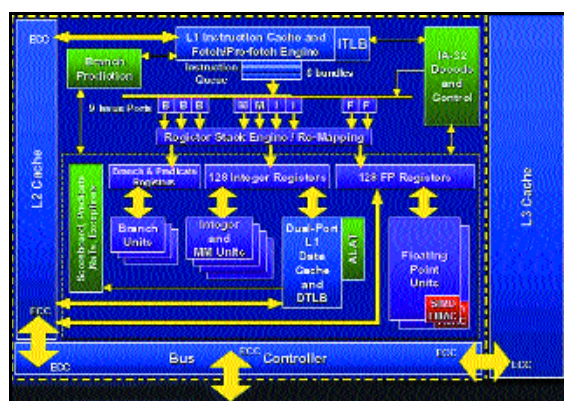 ECC
L1 Instruction Cache and
Fetch/Pre-fetch Engine
ITLB
Branch
Prediction
Instruction
Queue
8 bundles
IA-32
Decode
and
Control
9 Issue Ports
B B B
M M I I
F F
Register Stack Engine / Re-Mapping
L2 Cache
L3 Cache
Branch & Predicate
Registers
128 Integer Registers
128 FP Registers
Scoreboard, Predicate
, Exceptions
Branch
Units
Integer
and
MM Units
Dual-Port
L1
Data
Cache
and
DTLB
ALAT
Floating
Point
Units
SIMD
FMAC
ECC
ECC
ECC
ECC
Bus Controller